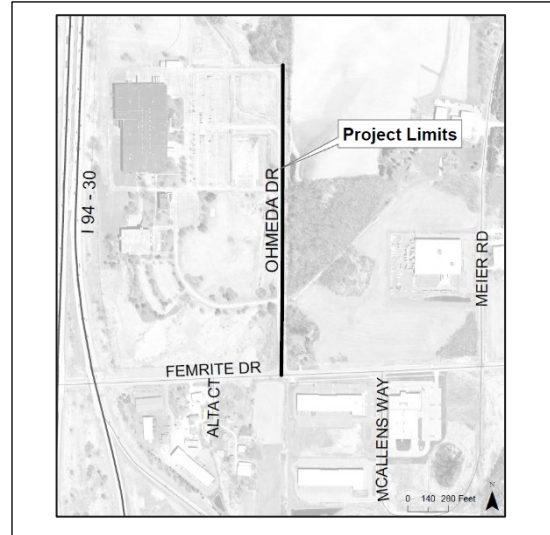 Project Limits
I 94 - 30
OHMEDA DR
MEIER RD
FEMRITE DR
ALTA CT
MCALLENS WAY
0 140 280 Feet
N